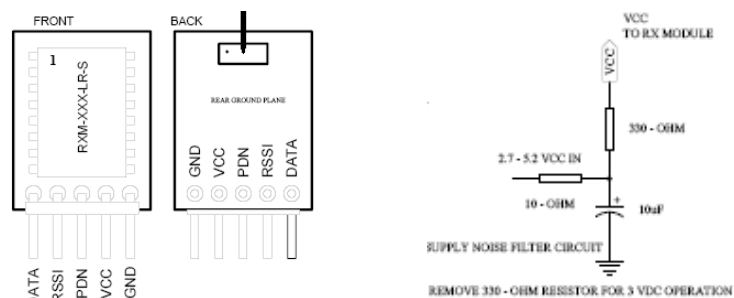 FRONT
1
RXM-XXX-LR-S
DATA
RSSI
PDN
VCC
GND
BACK
REAR GROUND PLANE
GND
VCC
PDN
RSSI
DATA
VCC
TO RX MODULE
VCC
330 - OHM
2.7 - 5.2 VCC IN
10 - OHM
+
10uF
SUPPLY NOISE FILTER CIRCUIT
REMOVE 330 - OHM RESISTOR FOR 3 VDC OPERATION